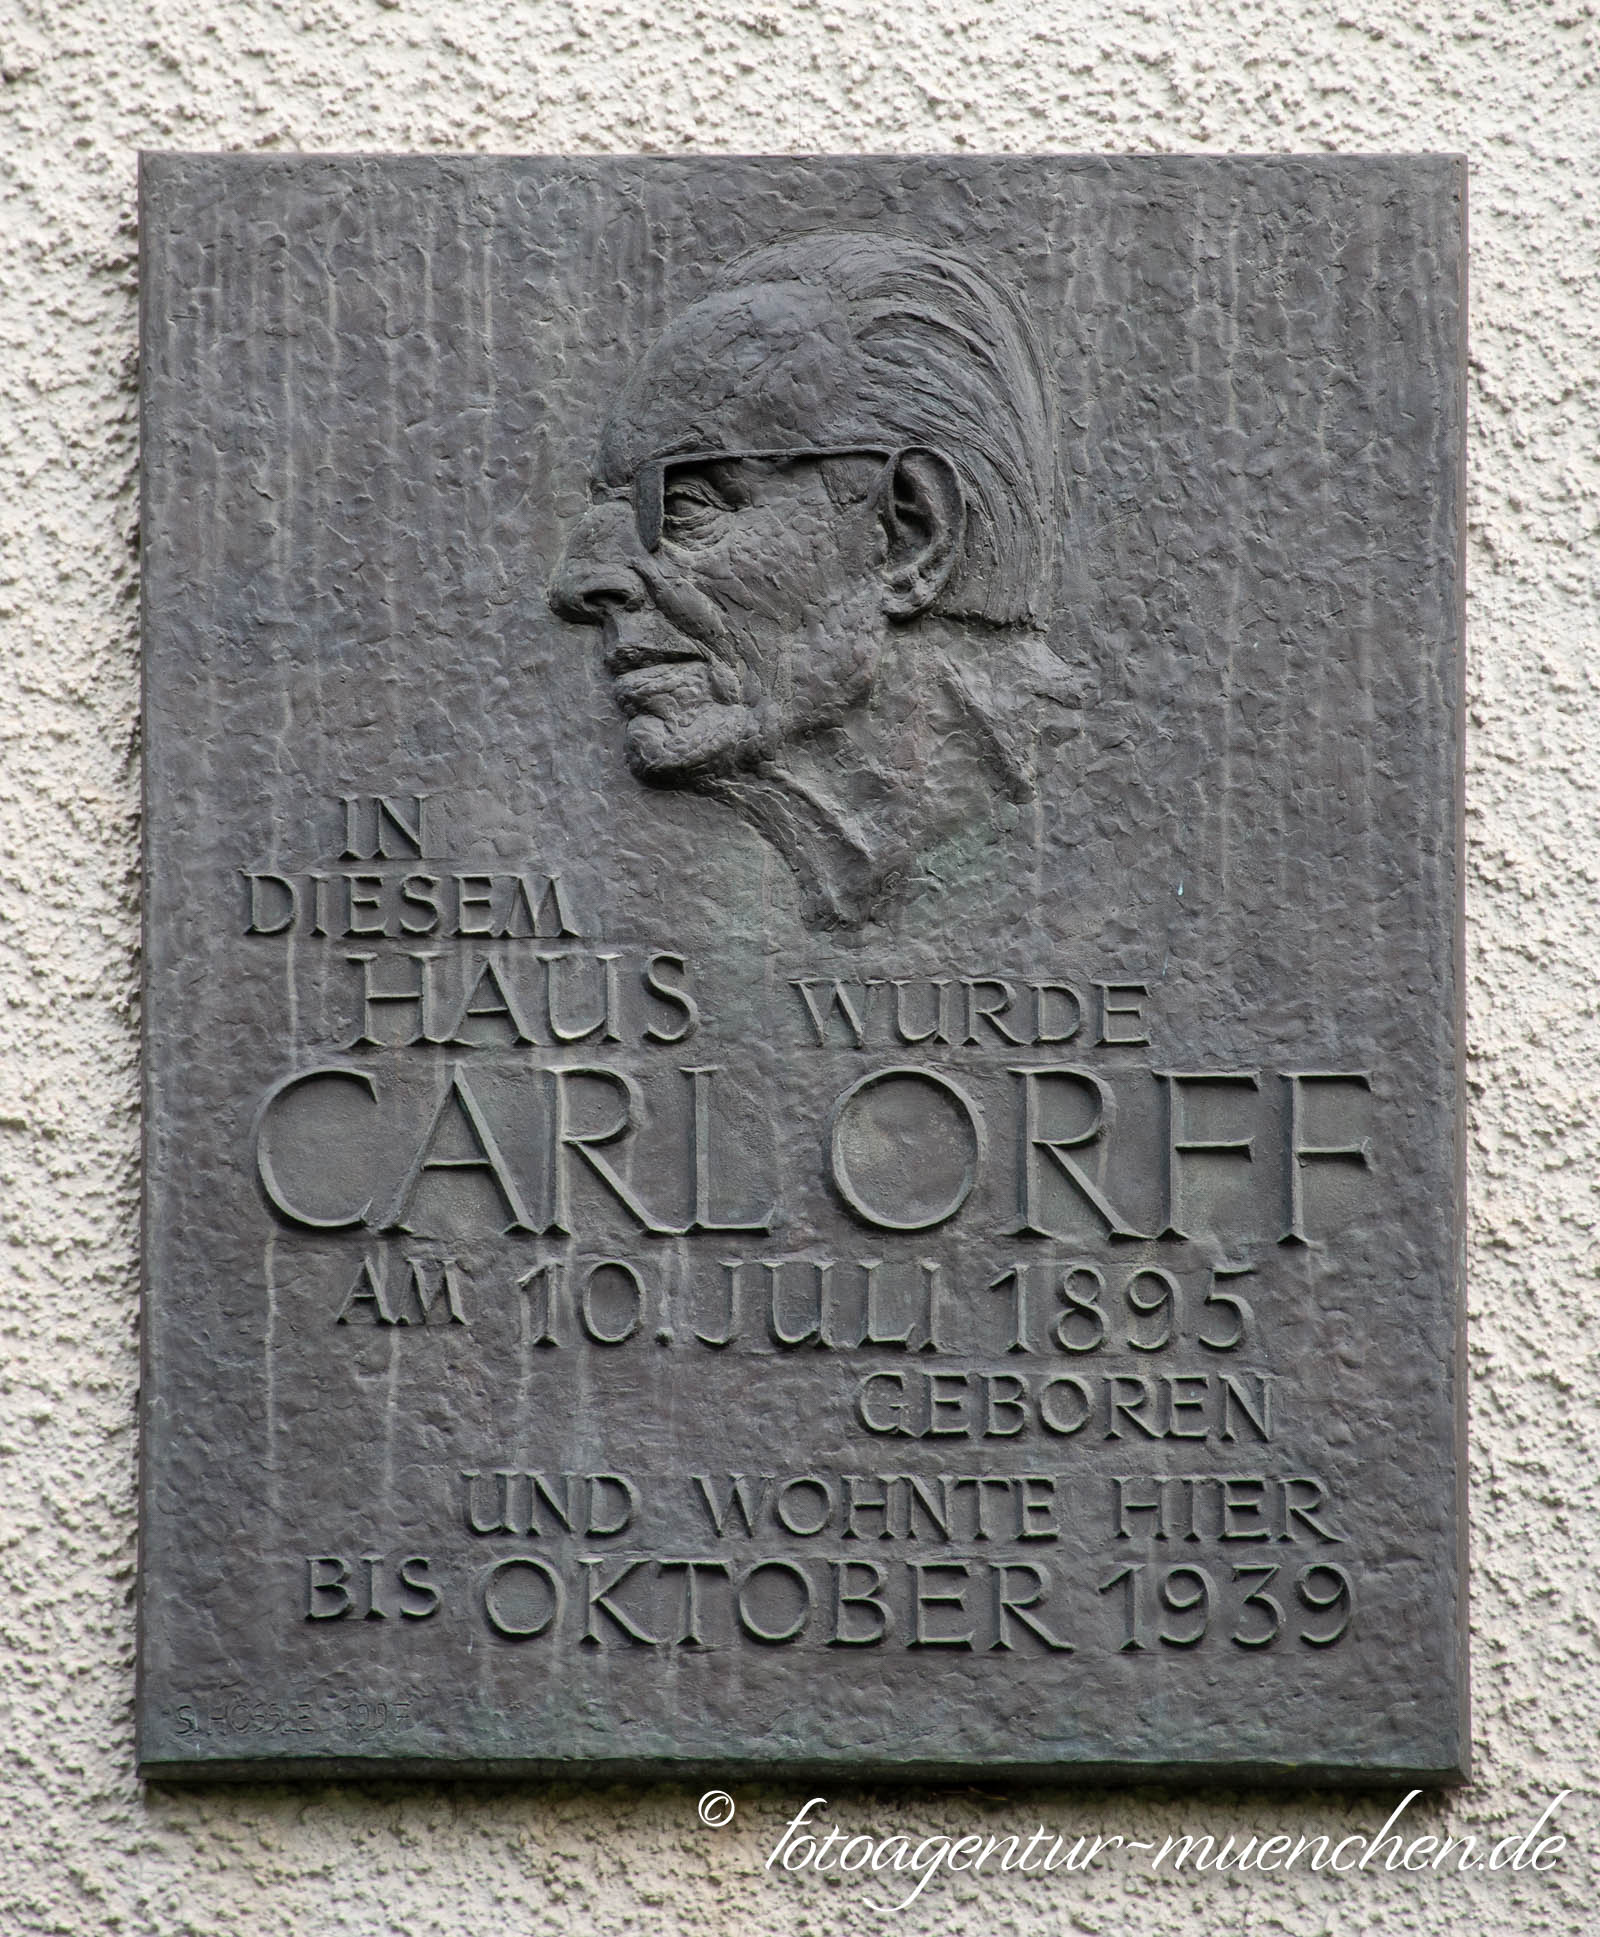 IN
DIESEM
HAUS WURDE
CARL ORFF
AM 10. JULI 1895
GEBOREN
UND WOHNTE HIER
BIS OKTOBER 1939
© fotoagentur-muenchen.de